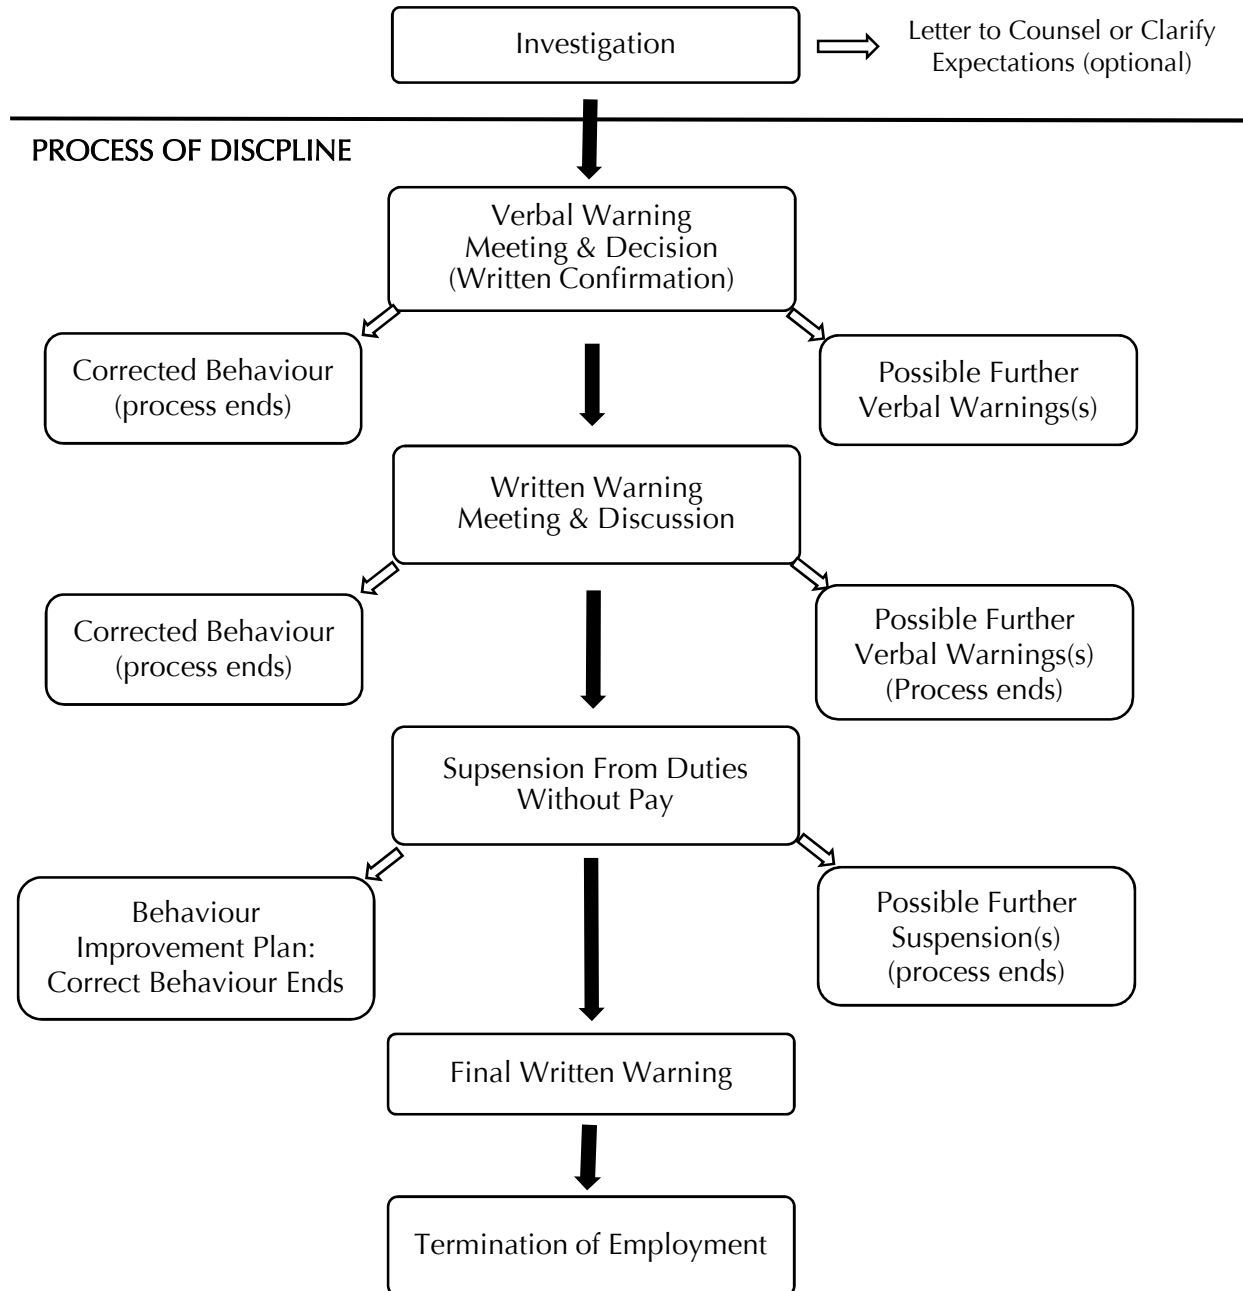 Investigation
Letter to Counsel or Clarify
Expectations (optional)
PROCESS OF DISCPLINE
Verbal Warning
Meeting & Decision
(Written Confirmation)
Corrected Behaviour
(process ends)
Possible Further
Verbal Warnings(s)
Written Warning
Meeting & Discussion
Corrected Behaviour
(process ends)
Possible Further
Verbal Warnings(s)
(Process ends)
Supsension From Duties
Without Pay
Behaviour
Improvement Plan:
Correct Behaviour Ends
Possible Further
Suspension(s)
(process ends)
Final Written Warning
Termination of Employment